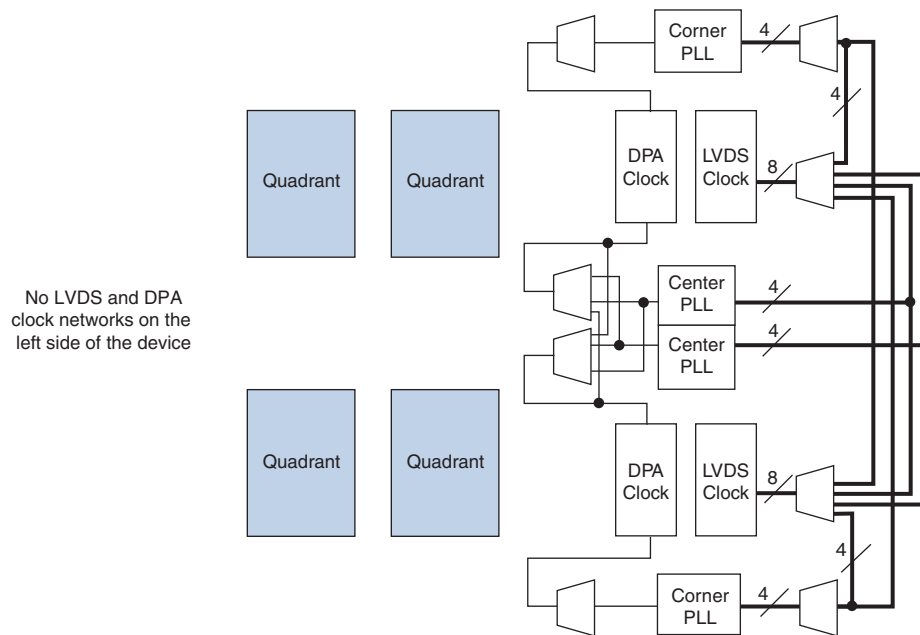 Corner
PLL
4
4
DPA
Clock
LVDS
Clock
8
Quadrant
Quadrant
Center
PLL
4
No LVDS and DPA
clock networks on the
left side of the device
Center
PLL
4
Quadrant
Quadrant
DPA
Clock
LVDS
Clock
8
4
Corner
PLL
4